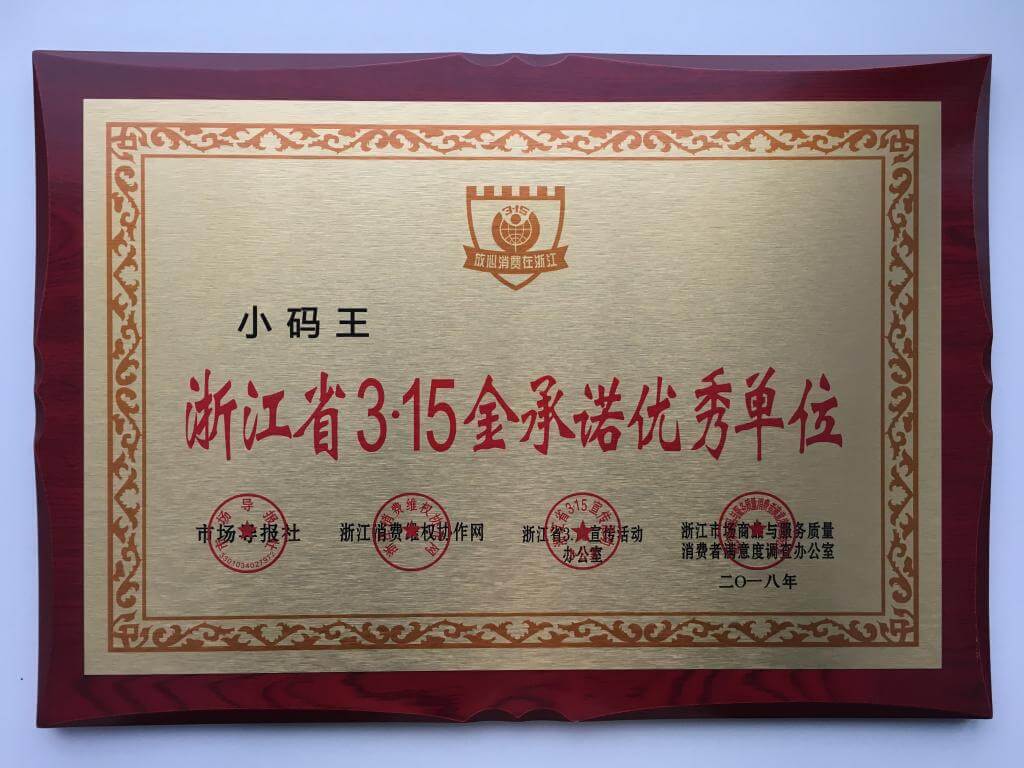 3·15
放心消费在浙江
小码王
浙江省3·15金承诺优秀单位
市场导报社
浙江消费维权协作网
浙江省3.15宣传活动
办公室
浙江市场商品与服务质量
消费者满意度调查办公室
二〇一八年